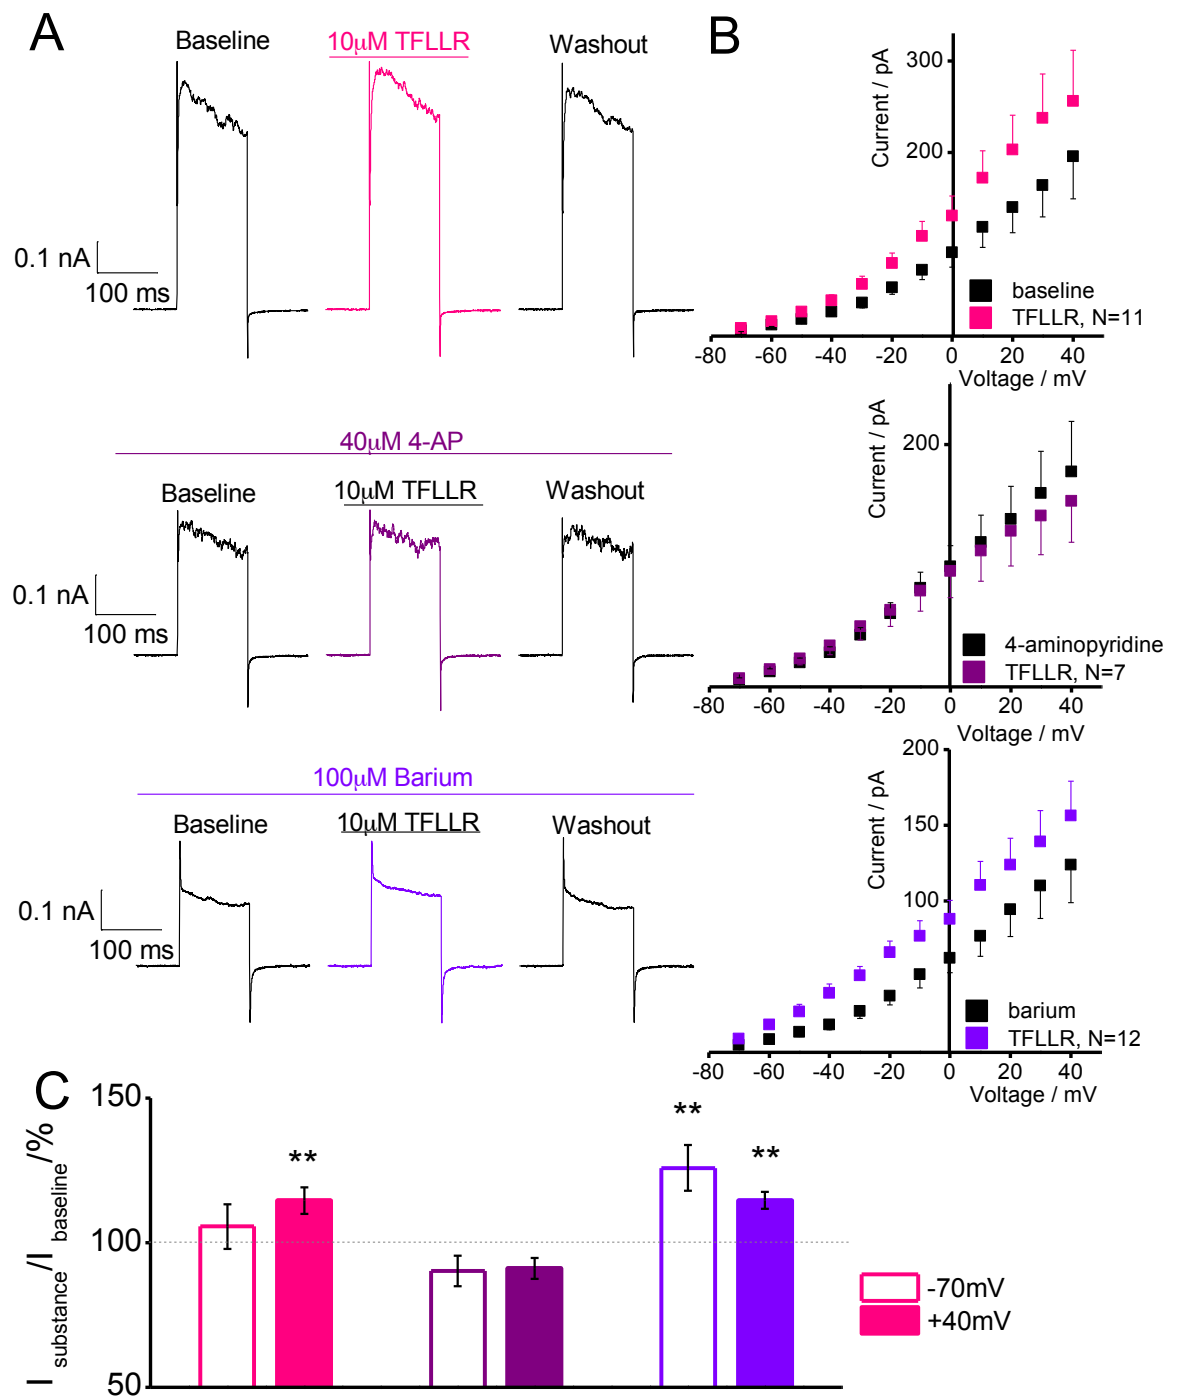 A
Baseline
10μM TFLLR
Washout
0.1 nA
100 ms
B
Current / pA
300
200
baseline
TFLLR, N=11
-80 -60 -40 -20 0 20 40
Voltage / mV
40μM 4-AP
Baseline
10μM TFLLR
Washout
0.1 nA
100 ms
Current / pA
200
4-aminopyridine
TFLLR, N=7
-80 -60 -40 -20 0 20 40
Voltage / mV
100μM Barium
Baseline
10μM TFLLR
Washout
0.1 nA
100 ms
Current / pA
200
150
100
barium
TFLLR, N=12
-80 -60 -40 -20 0 20 40
Voltage / mV
C
I substance/I baseline/%
150
100
50
**
**
**
-70mV
+40mV